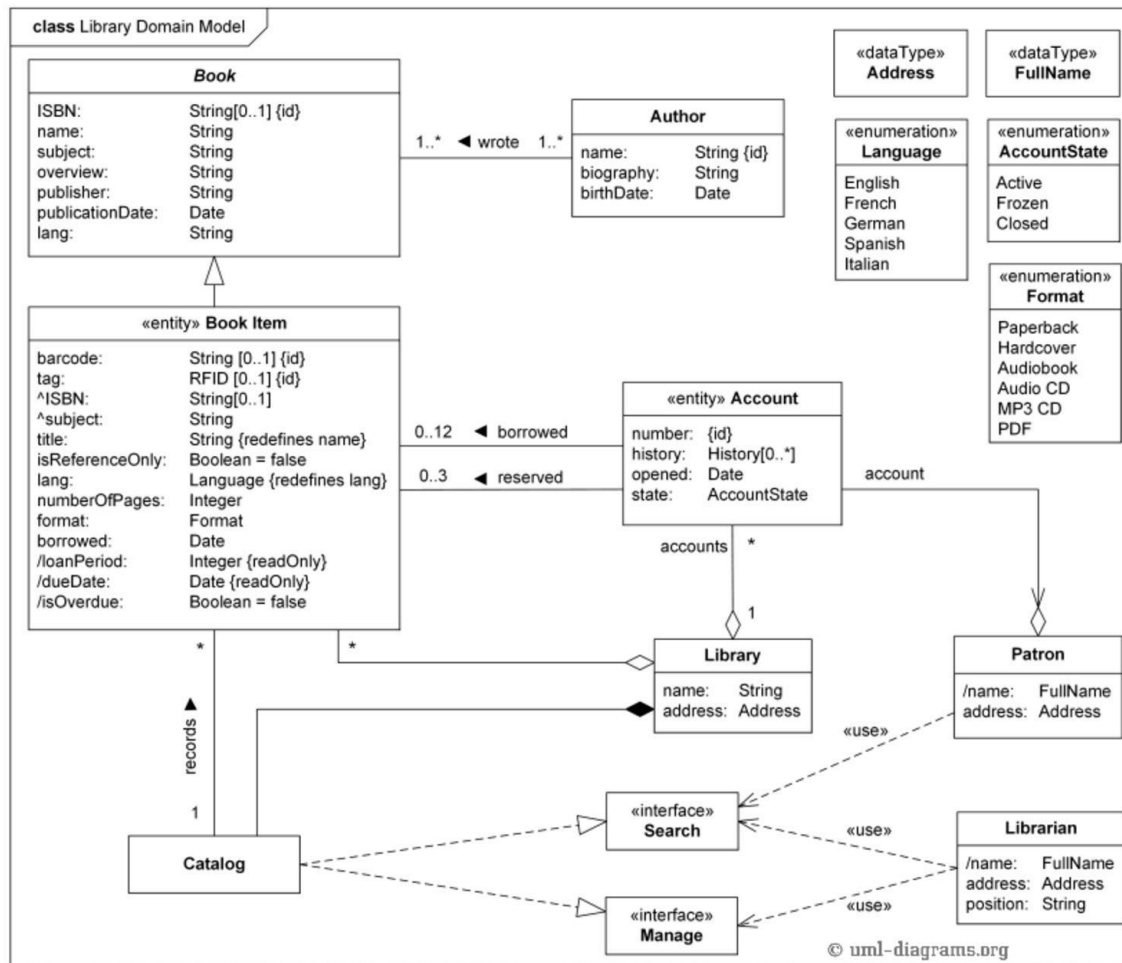 class Library Domain Model
Book
ISBN: String[0..1] {id}
name: String
subject: String
overview: String
publisher: String
publicationDate: Date
lang: String
1..* ◄ wrote 1..*
Author
name: String {id}
biography: String
birthDate: Date
«dataType»
Address
«dataType»
FullName
«enumeration»
Language
English
French
German
Spanish
Italian
«enumeration»
AccountState
Active
Frozen
Closed
«enumeration»
Format
Paperback
Hardcover
Audiobook
Audio CD
MP3 CD
PDF
«entity» Book Item
barcode: String [0..1] {id}
tag: RFID [0..1] {id}
^ISBN: String[0..1]
^subject: String
title: String {redefines name}
isReferenceOnly: Boolean = false
lang: Language {redefines lang}
numberOfPages: Integer
format: Format
borrowed: Date
/loanPeriod: Integer {readOnly}
/dueDate: Date {readOnly}
/isOverdue: Boolean = false
0..12 ◄ borrowed
0..3 ◄ reserved
«entity» Account
number: {id}
history: History[0..*]
opened: Date
state: AccountState
account
accounts *
1
*
*
records ►
1
Library
name: String
address: Address
Patron
/name: FullName
address: Address
«use»
Catalog
«interface»
Search
«use»
«interface»
Manage
«use»
Librarian
/name: FullName
address: Address
position: String
© uml-diagrams.org